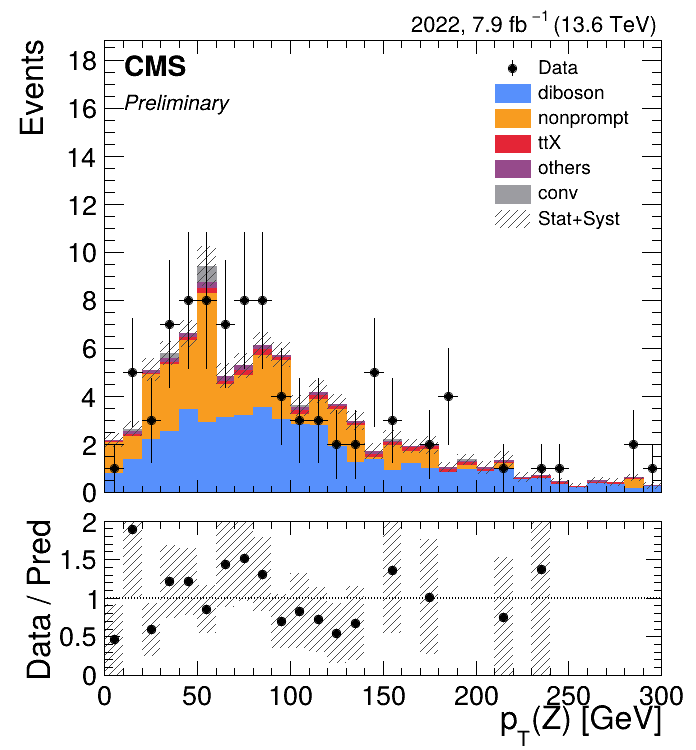 2022, 7.9 fb⁻¹ (13.6 TeV)
Events
18
16
14
12
10
8
6
4
2
0
CMS
Preliminary
Data
diboson
nonprompt
ttX
others
conv
Stat+Syst
Data / Pred
2
1.5
1
0.5
0
0 50 100 150 200 250 300
p_T(Z) [GeV]